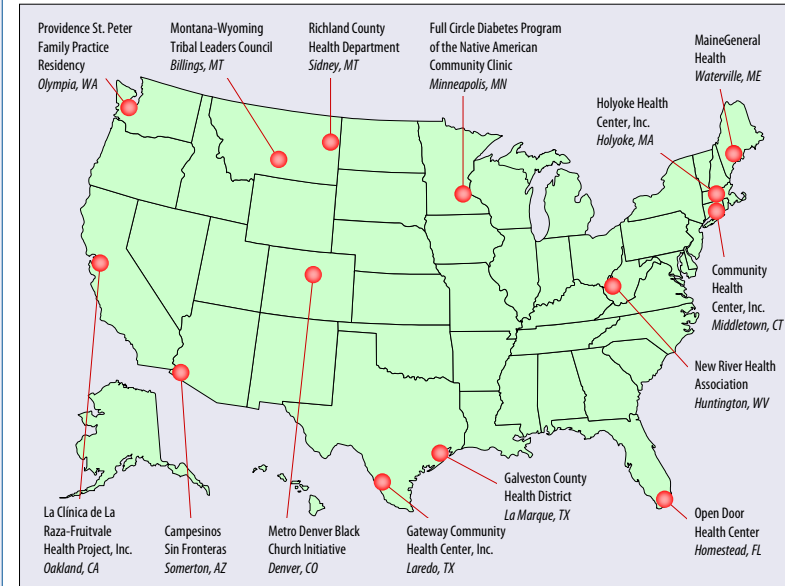 Providence St. Peter
Family Practice
Residency
Olympia, WA
Montana-Wyoming
Tribal Leaders Council
Billings, MT
Richland County
Health Department
Sidney, MT
Full Circle Diabetes Program
of the Native American
Community Clinic
Minneapolis, MN
MaineGeneral
Health
Waterville, ME
Holyoke Health
Center, Inc.
Holyoke, MA
Community
Health
Center, Inc.
Middletown, CT
New River Health
Association
Huntington, WV
Open Door
Health Center
Homestead, FL
Galveston County
Health District
La Marque, TX
La Clínica de La
Raza-Fruitvale
Health Project, Inc.
Oakland, CA
Campesinos
Sin Fronteras
Somerton, AZ
Metro Denver Black
Church Initiative
Denver, CO
Gateway Community
Health Center, Inc.
Laredo, TX